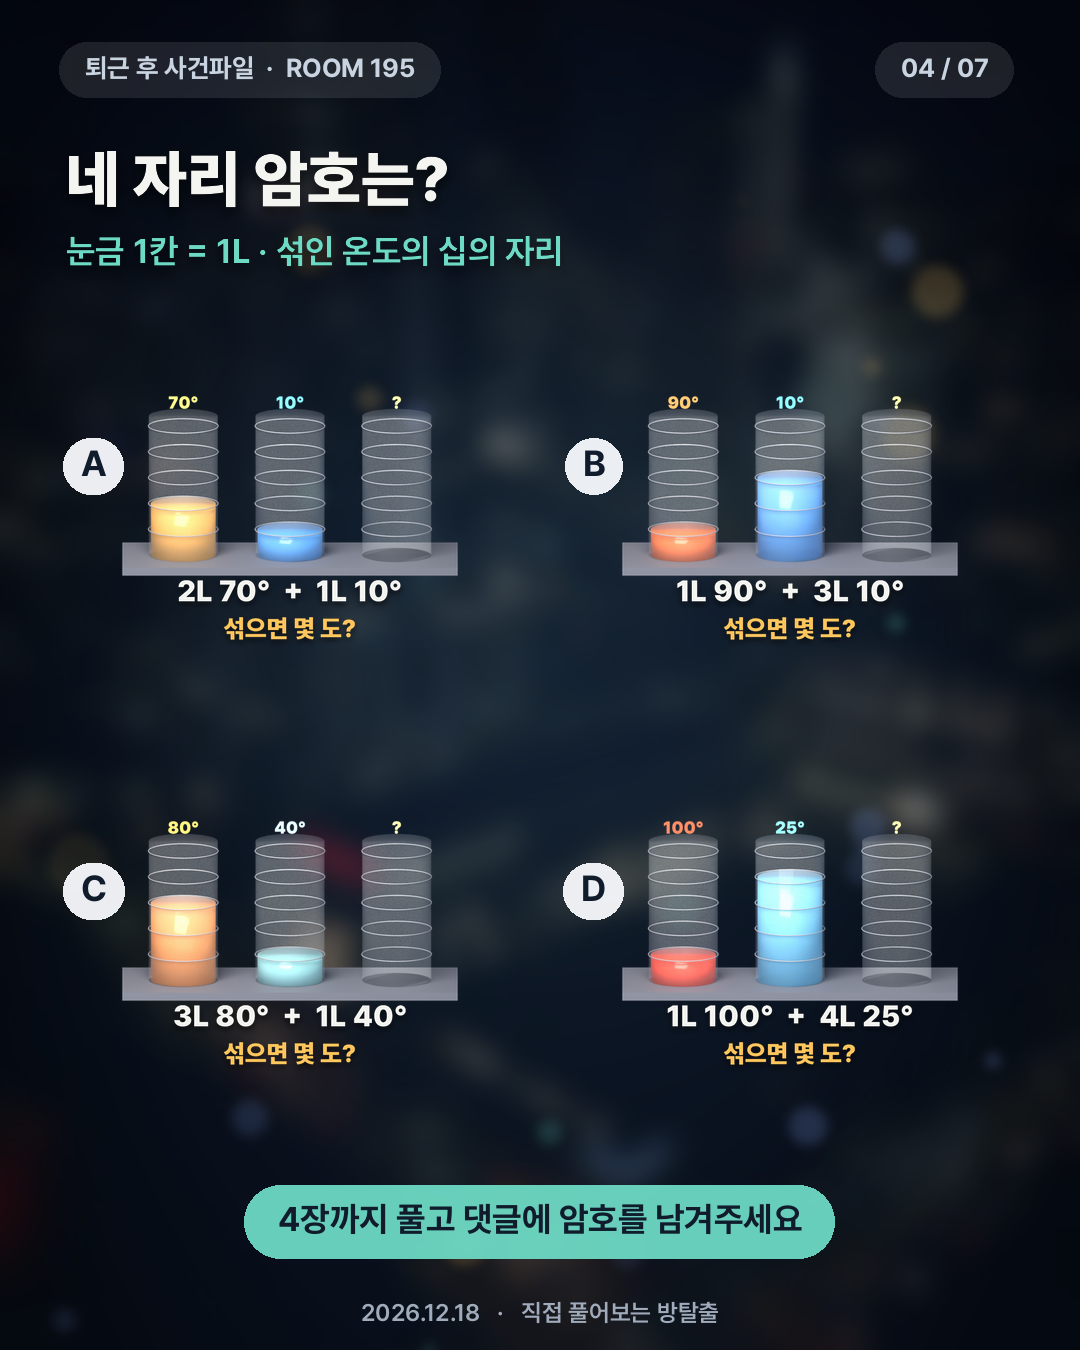 퇴근 후 사건파일 · ROOM 195
04 / 07
네 자리 암호는?
눈금 1칸 = 1L · 섞인 온도의 십의 자리
70° 10° ?
A
2L 70° + 1L 10°
섞으면 몇 도?
90° 10° ?
B
1L 90° + 3L 10°
섞으면 몇 도?
80° 40° ?
C
3L 80° + 1L 40°
섞으면 몇 도?
100° 25° ?
D
1L 100° + 4L 25°
섞으면 몇 도?
4장까지 풀고 댓글에 암호를 남겨주세요
2026.12.18 · 직접 풀어보는 방탈출